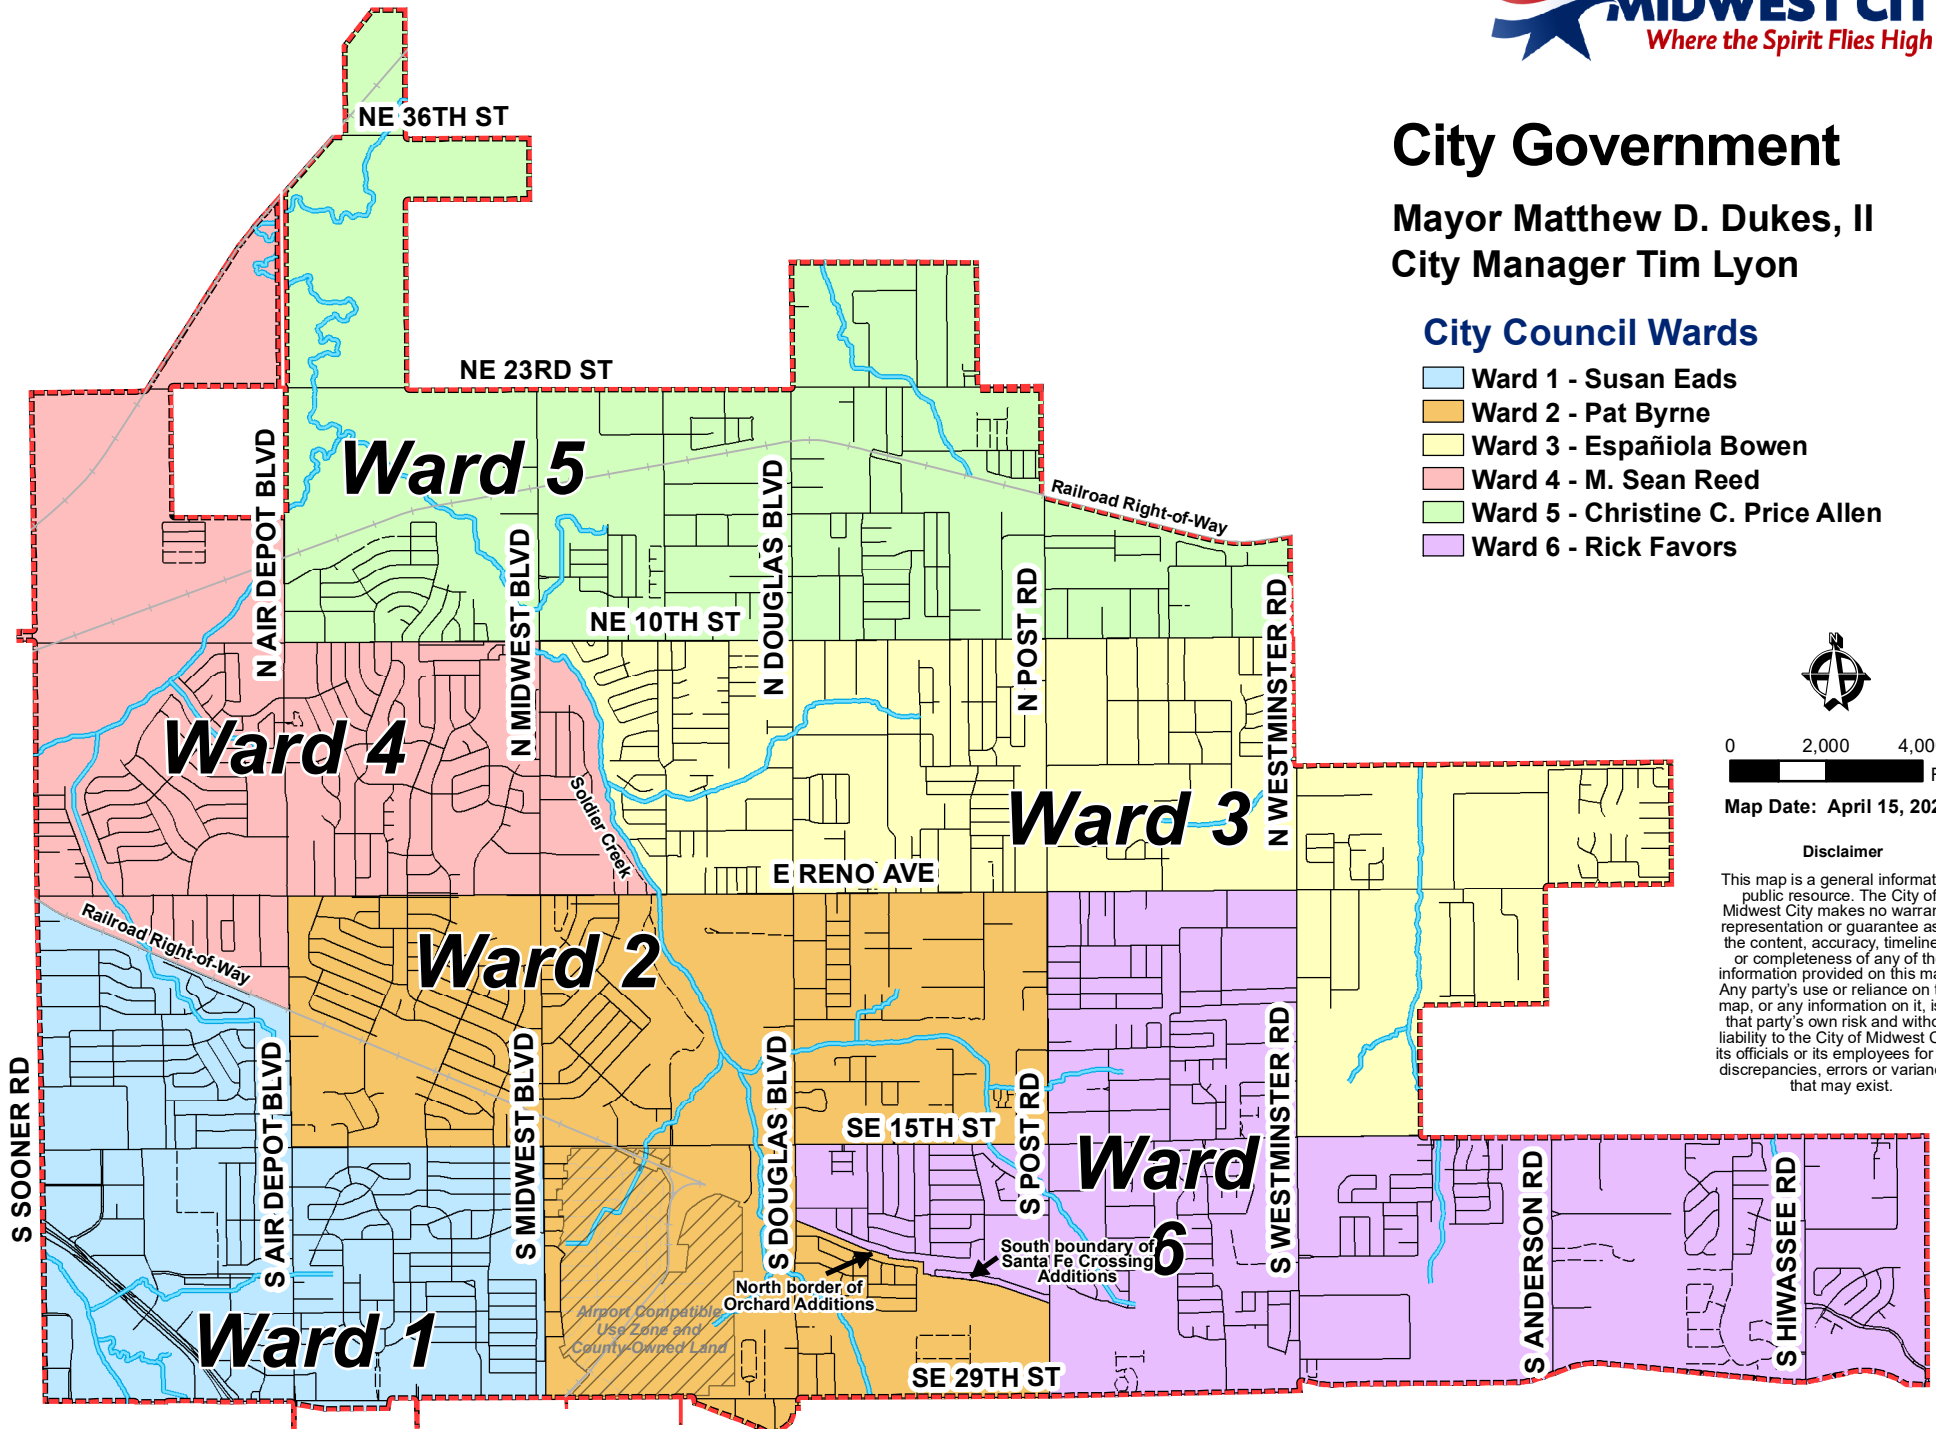 MIDWEST CIT
Where the Spirit Flies High
City Government
Mayor Matthew D. Dukes, II
City Manager Tim Lyon
City Council Wards
Ward 1 - Susan Eads
Ward 2 - Pat Byrne
Ward 3 - Españiola Bowen
Ward 4 - M. Sean Reed
Ward 5 - Christine C. Price Allen
Ward 6 - Rick Favors
N
0 2,000 4,00
F
Map Date: April 15, 202
Disclaimer
This map is a general informat
public resource. The City of
Midwest City makes no warran
representation or guarantee as
the content, accuracy, timeline
or completeness of any of the
information provided on this ma
Any party's use or reliance on t
map, or any information on it, is
that party's own risk and witho
liability to the City of Midwest C
its officials or its employees for
discrepancies, errors or varianc
that may exist.
NE 36TH ST
NE 23RD ST
Ward 5
Railroad Right-of-Way
N AIR DEPOT BLVD
N MIDWEST BLVD
N DOUGLAS BLVD
N POST RD
N WESTMINSTER RD
NE 10TH ST
Ward 4
Soldier Creek
Ward 3
E RENO AVE
Railroad Right-of-Way
Ward 2
S SOONER RD
S AIR DEPOT BLVD
S MIDWEST BLVD
S DOUGLAS BLVD
S POST RD
S WESTMINSTER RD
SE 15TH ST
Ward
6
S ANDERSON RD
S HIWASSEE RD
South boundary of
Santa Fe Crossing
Additions
North border of
Orchard Additions
Airport Compatible
Use Zone and
County-Owned Land
Ward 1
SE 29TH ST